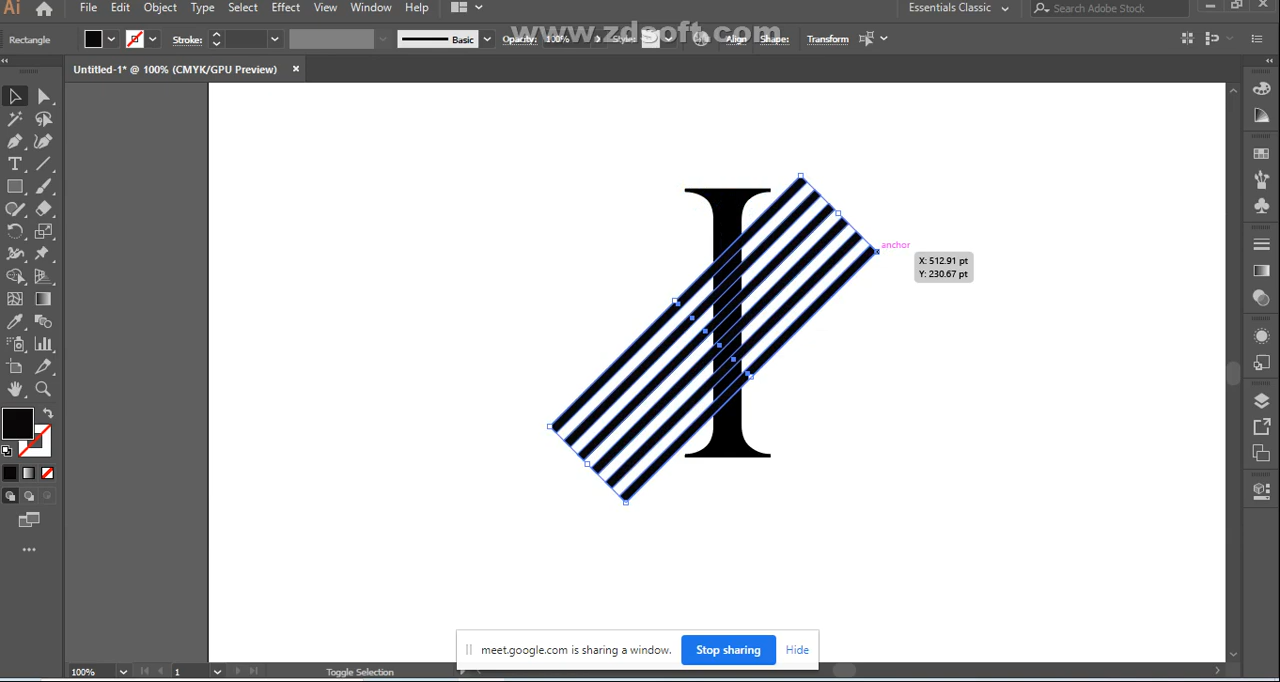 Ai File Edit Object Type Select Effect View Window Help Essentials Classic Search Adobe Stock
www.zdsoft.com
Rectangle Stroke: Basic Opacity: 100% Style: Align Shape: Transform
Untitled-1* @ 100% (CMYK/GPU Preview) ×
I
anchor
X: 512.91 pt
Y: 230.67 pt
meet.google.com is sharing a window. Stop sharing Hide
100% 1 Toggle Selection